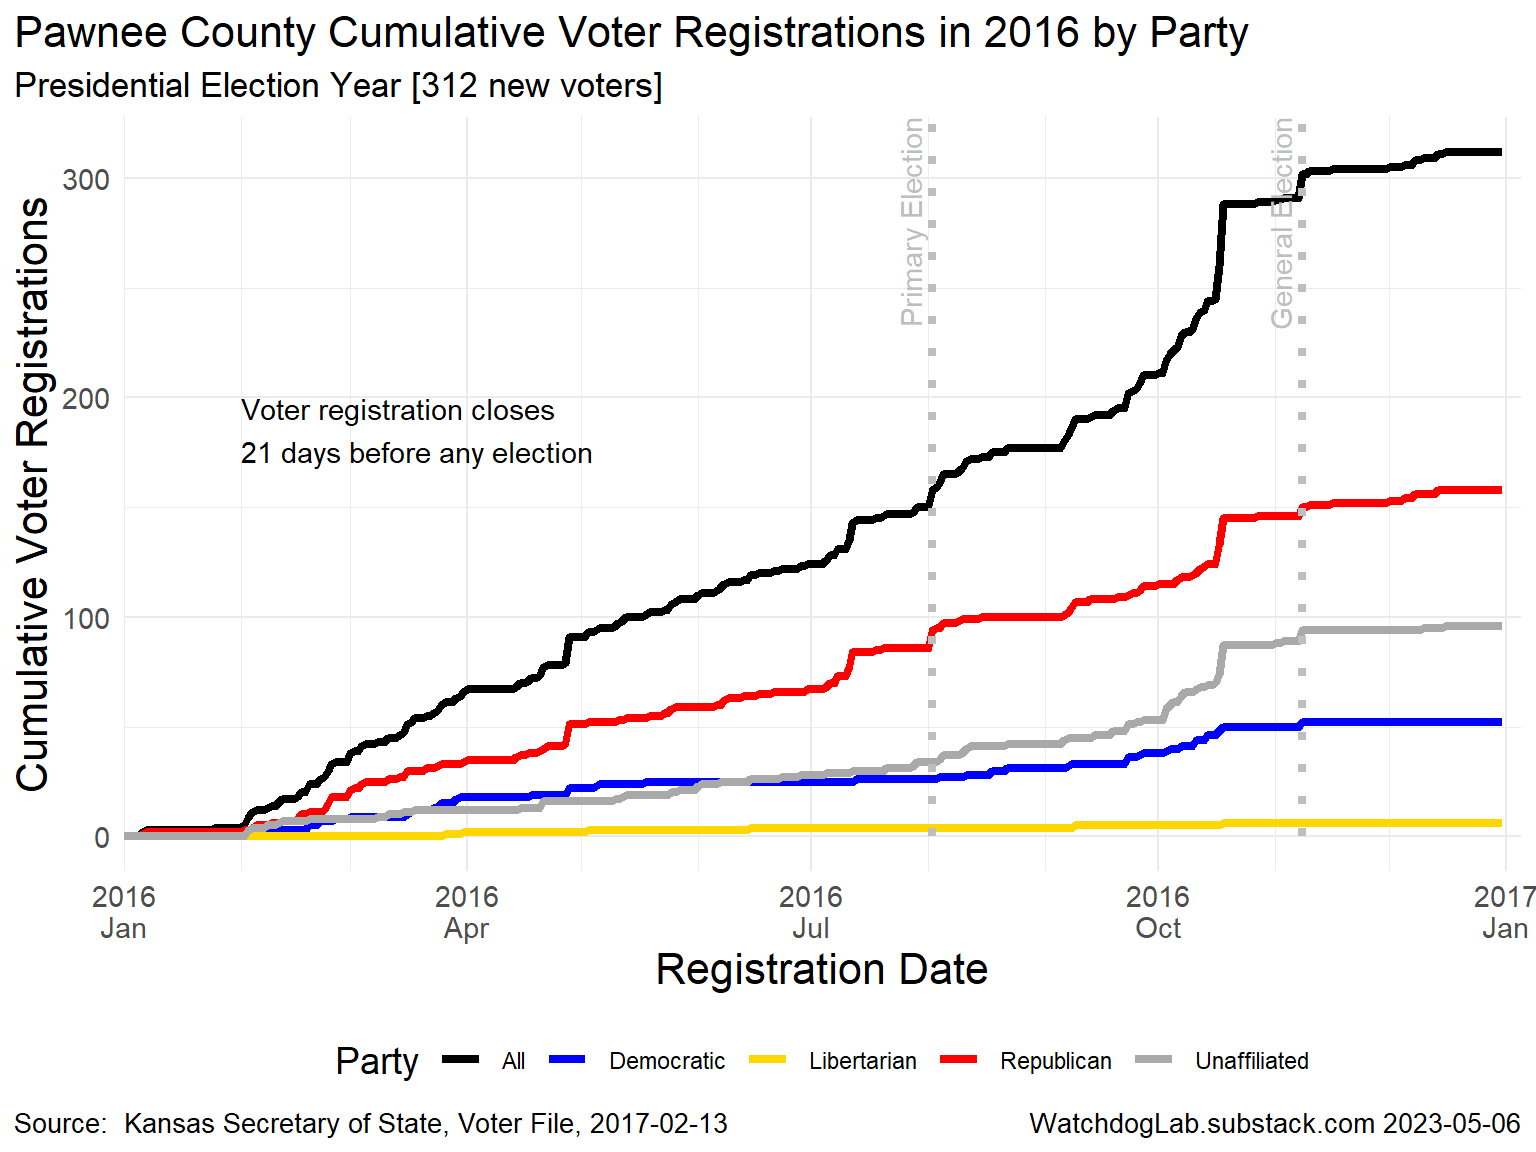 Pawnee County Cumulative Voter Registrations in 2016 by Party
Presidential Election Year [312 new voters]
Cumulative Voter Registrations
300
200
100
0
Primary Election
General Election
Voter registration closes
21 days before any election
2016
Jan
2016
Apr
2016
Jul
2016
Oct
2017
Jan
Registration Date
Party
All
Democratic
Libertarian
Republican
Unaffiliated
Source:  Kansas Secretary of State, Voter File, 2017-02-13
WatchdogLab.substack.com 2023-05-06